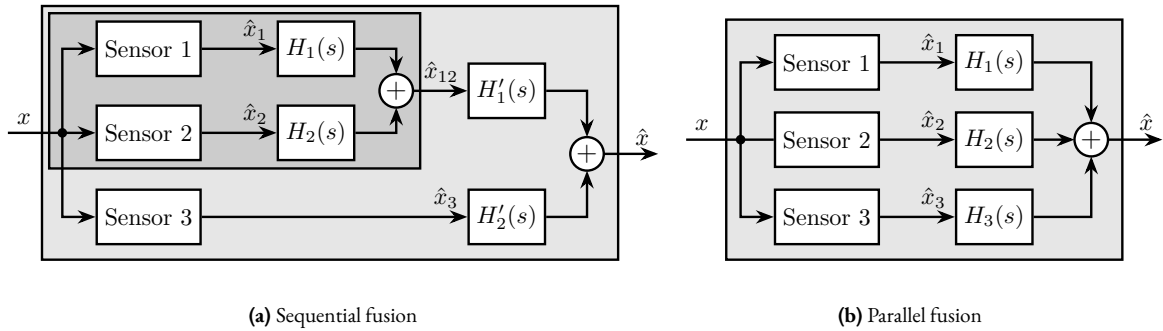 Sensor 1
x̂₁
H₁(s)
x̂₁₂
H′₁(s)
x
Sensor 2
x̂₂
H₂(s)
+
+
x̂
Sensor 3
x̂₃
H′₂(s)
(a) Sequential fusion
Sensor 1
x̂₁
H₁(s)
x
Sensor 2
x̂₂
H₂(s)
+
x̂
Sensor 3
x̂₃
H₃(s)
(b) Parallel fusion